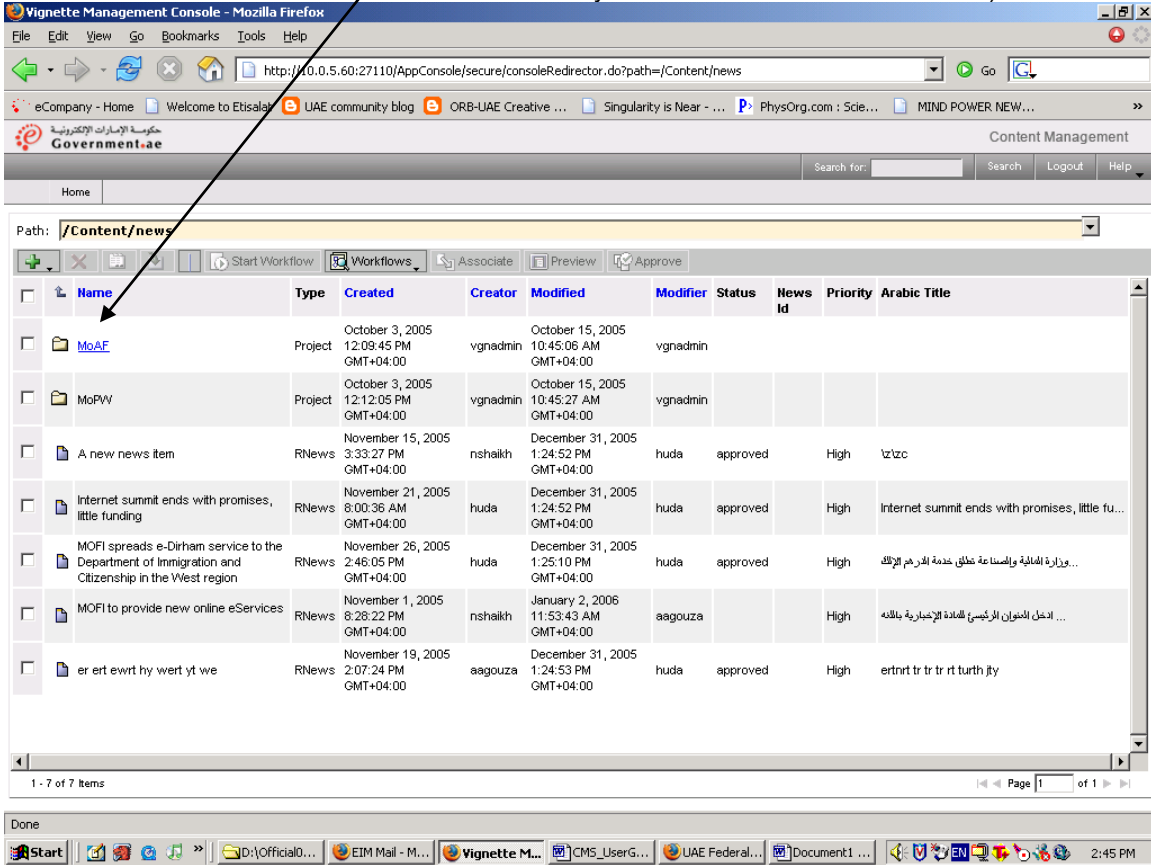 Vignette Management Console - Mozilla Firefox
File Edit View Go Bookmarks Tools Help
http://10.0.5.60:27110/AppConsole/secure/consoleRedirector.do?path=/Content/news Go
eCompany - Home Welcome to Etisalat UAE community blog ORB-UAE Creative ... Singularity is Near - ... PhysOrg.com : Scie... MIND POWER NEW... »
حكومة الإمارات الإلكترونية
Government.ae Content Management
Search for: Search Logout Help
Home
Path: /Content/news
Start Workflow Workflows Associate Preview Approve
Name Type Created Creator Modified Modifier Status News Id Priority Arabic Title
MoAF Project October 3, 2005 12:09:45 PM GMT+04:00 vgnadmin October 15, 2005 10:45:06 AM GMT+04:00 vgnadmin
MoPW Project October 3, 2005 12:12:05 PM GMT+04:00 vgnadmin October 15, 2005 10:45:27 AM GMT+04:00 vgnadmin
A new news item RNews November 15, 2005 3:33:27 PM GMT+04:00 nshaikh December 31, 2005 1:24:52 PM GMT+04:00 huda approved High \z\zc
Internet summit ends with promises, little funding RNews November 21, 2005 8:00:36 AM GMT+04:00 huda December 31, 2005 1:24:52 PM GMT+04:00 huda approved High Internet summit ends with promises, little fu...
MOFI spreads e-Dirham service to the Department of Immigration and Citizenship in the West region RNews November 26, 2005 2:46:05 PM GMT+04:00 huda December 31, 2005 1:25:10 PM GMT+04:00 huda approved High وزارة المالية والصناعة تطلق خدمة الدرهم الإلك...
MOFI to provide new online eServices RNews November 1, 2005 8:28:22 PM GMT+04:00 nshaikh January 2, 2006 11:53:43 AM GMT+04:00 aagouza High ادخل العنوان الرئيسي للمادة الإخبارية باللغه ...
er ert ewrt hy wert yt we RNews November 19, 2005 2:07:24 PM GMT+04:00 aagouza December 31, 2005 1:24:53 PM GMT+04:00 huda approved High ertnrt tr tr tr rt turth jty
1 - 7 of 7 Items Page 1 of 1
Done
Start » D:\Official0... EIM Mail - M... Vignette M... CMS_UserG... UAE Federal... Document1 ... EN 2:45 PM